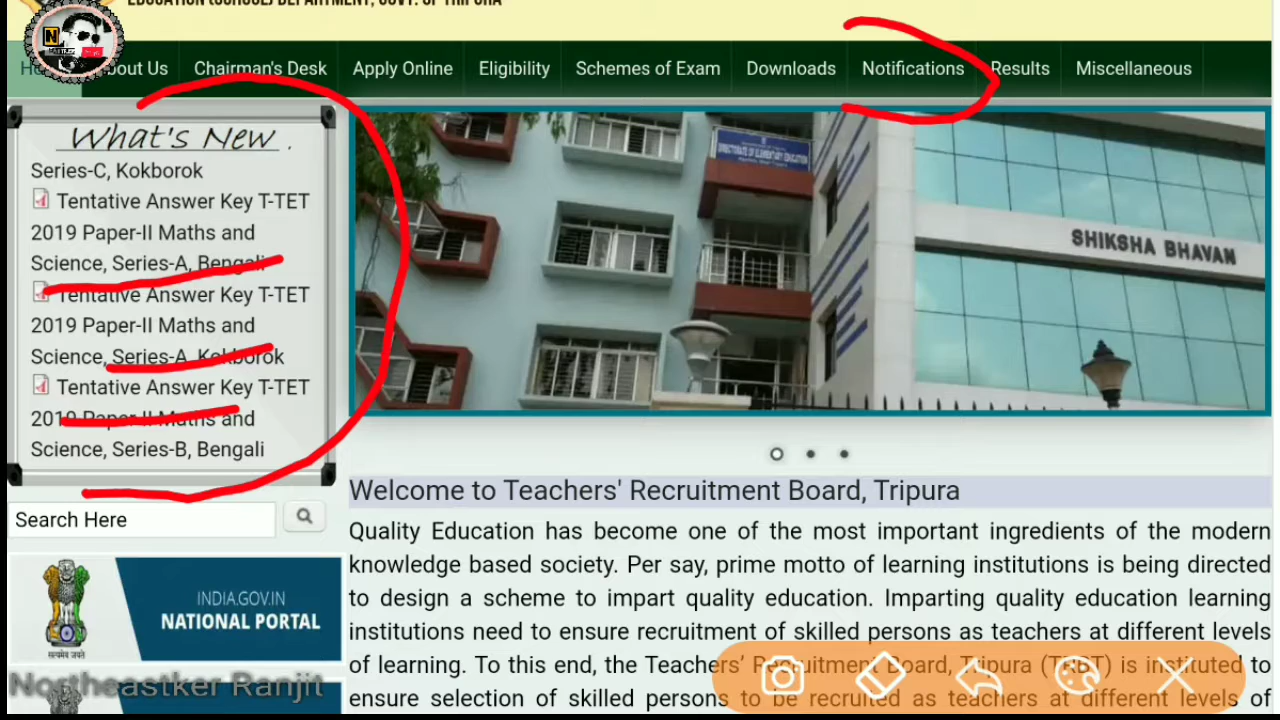 EDUCATION (SCHOOL) DEPARTMENT, GOVT. OF TRIPURA
About Us Chairman's Desk Apply Online Eligibility Schemes of Exam Downloads Notifications Results Miscellaneous
What's New
Series-C, Kokborok
Tentative Answer Key T-TET
2019 Paper-II Maths and
Science, Series-A, Bengali
Tentative Answer Key T-TET
2019 Paper-II Maths and
Science, Series-A, Kokborok
Tentative Answer Key T-TET
2019 Paper-II Maths and
Science, Series-B, Bengali
DIRECTORATE OF ELEMENTARY EDUCATION
SHIKSHA BHAVAN
Search Here
INDIA.GOV.IN
NATIONAL PORTAL
सत्यमेव जयते
Northeastker Ranjit
Welcome to Teachers' Recruitment Board, Tripura
Quality Education has become one of the most important ingredients of the modern
knowledge based society. Per say, prime motto of learning institutions is being directed
to design a scheme to impart quality education. Imparting quality education learning
institutions need to ensure recruitment of skilled persons as teachers at different levels
of learning. To this end, the Teachers’ Recruitment Board, Tripura (TRBT) is instituted to
ensure selection of skilled persons to be recruited as teachers at different levels of